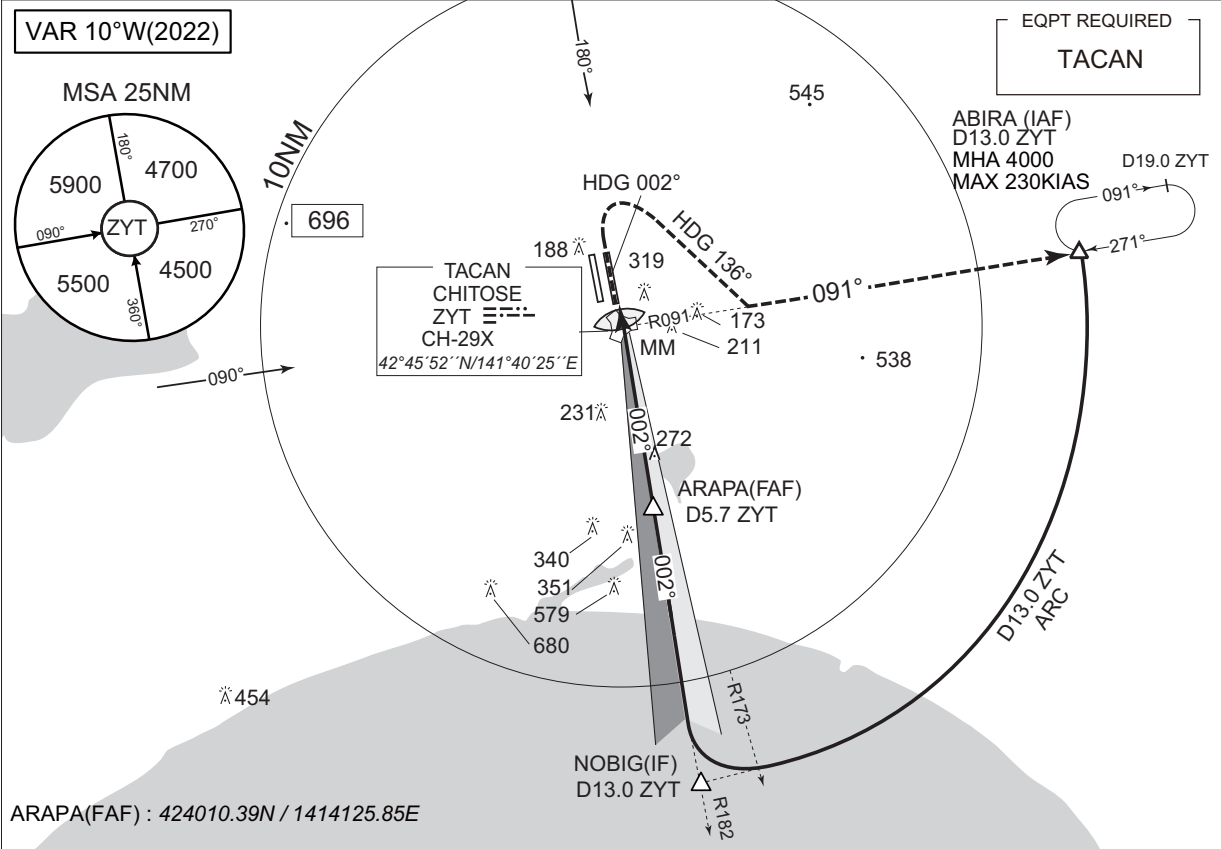 VAR 10°W(2022)
EQPT REQUIRED
TACAN
MSA 25NM
180°
5900
4700
090°
ZYT
270°
5500
4500
360°
10NM
180°
545
ABIRA (IAF)
D13.0 ZYT
MHA 4000
MAX 230KIAS
D19.0 ZYT
091°
271°
696
HDG 002°
HDG 136°
188
319
TACAN
CHITOSE
ZYT
CH-29X
42°45´52´´N/141°40´25´´E
R091
173
091°
MM
211
538
090°
231
002°
272
ARAPA(FAF)
D5.7 ZYT
340
351
579
680
002°
D13.0 ZYT
ARC
454
R173
NOBIG(IF)
D13.0 ZYT
R182
ARAPA(FAF) : 424010.39N / 1414125.85E